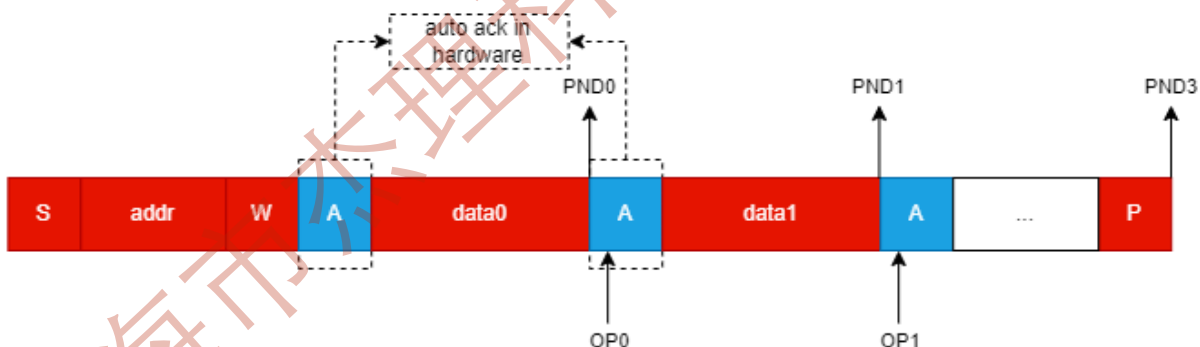 auto ack in
hardware
PND0
PND1
PND3
S
addr
W
A
data0
A
data1
A
...
P
OP0
OP1